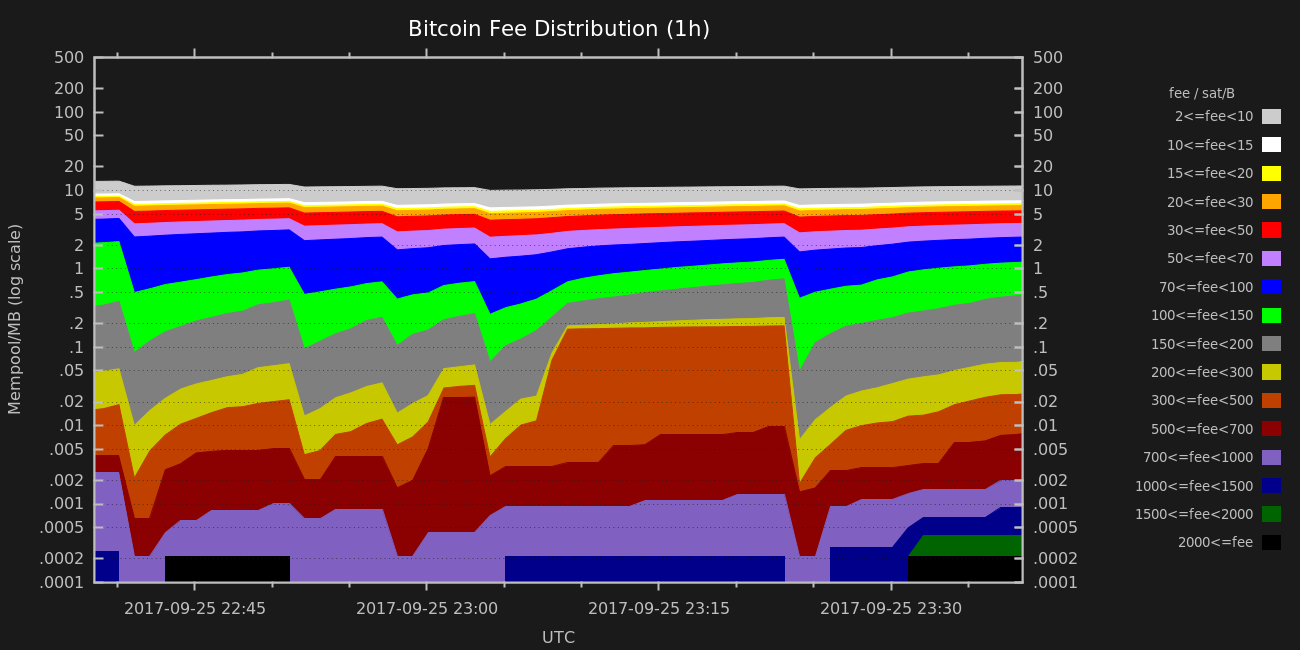 Bitcoin Fee Distribution (1h)
500
200
100
50
20
10
5
2
1
.5
.2
.1
.05
.02
.01
.005
.002
.001
.0005
.0002
.0001
Mempool/MB (log scale)
500
200
100
50
20
10
5
2
1
.5
.2
.1
.05
.02
.01
.005
.002
.001
.0005
.0002
.0001
2017-09-25 22:45
2017-09-25 23:00
2017-09-25 23:15
2017-09-25 23:30
UTC
fee / sat/B
2<=fee<10
10<=fee<15
15<=fee<20
20<=fee<30
30<=fee<50
50<=fee<70
70<=fee<100
100<=fee<150
150<=fee<200
200<=fee<300
300<=fee<500
500<=fee<700
700<=fee<1000
1000<=fee<1500
1500<=fee<2000
2000<=fee